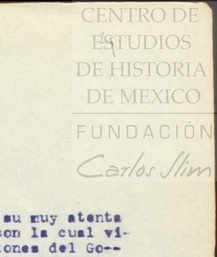 CENTRO DE
ESTUDIOS
DE HISTORIA
DE MEXICO
FUNDACIÓN
Carlos Slim
su muy atenta
con la cual vi-
iones del Go--